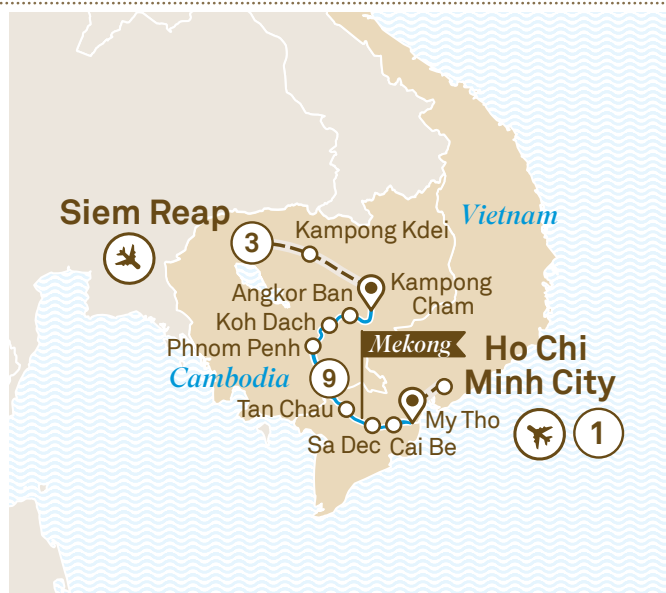 Siem Reap
3
Kampong Kdei
Vietnam
Angkor Ban
Kampong
Cham
Koh Dach
Phnom Penh
Mekong
Ho Chi
Minh City
Cambodia
9
Tan Chau
My Tho
1
Sa Dec
Cai Be